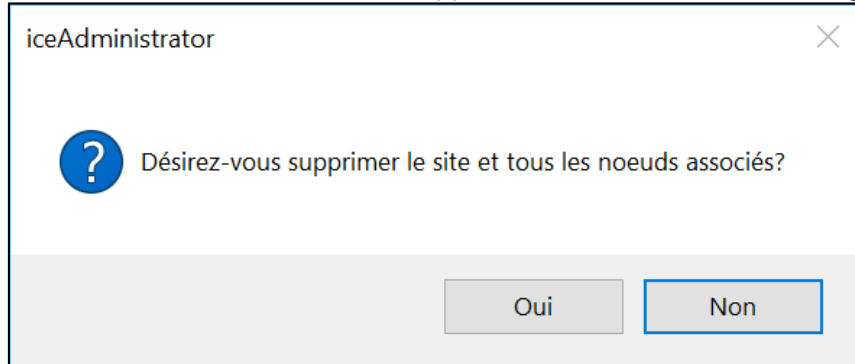 iceAdministrator
Désirez-vous supprimer le site et tous les noeuds associés?
Oui
Non